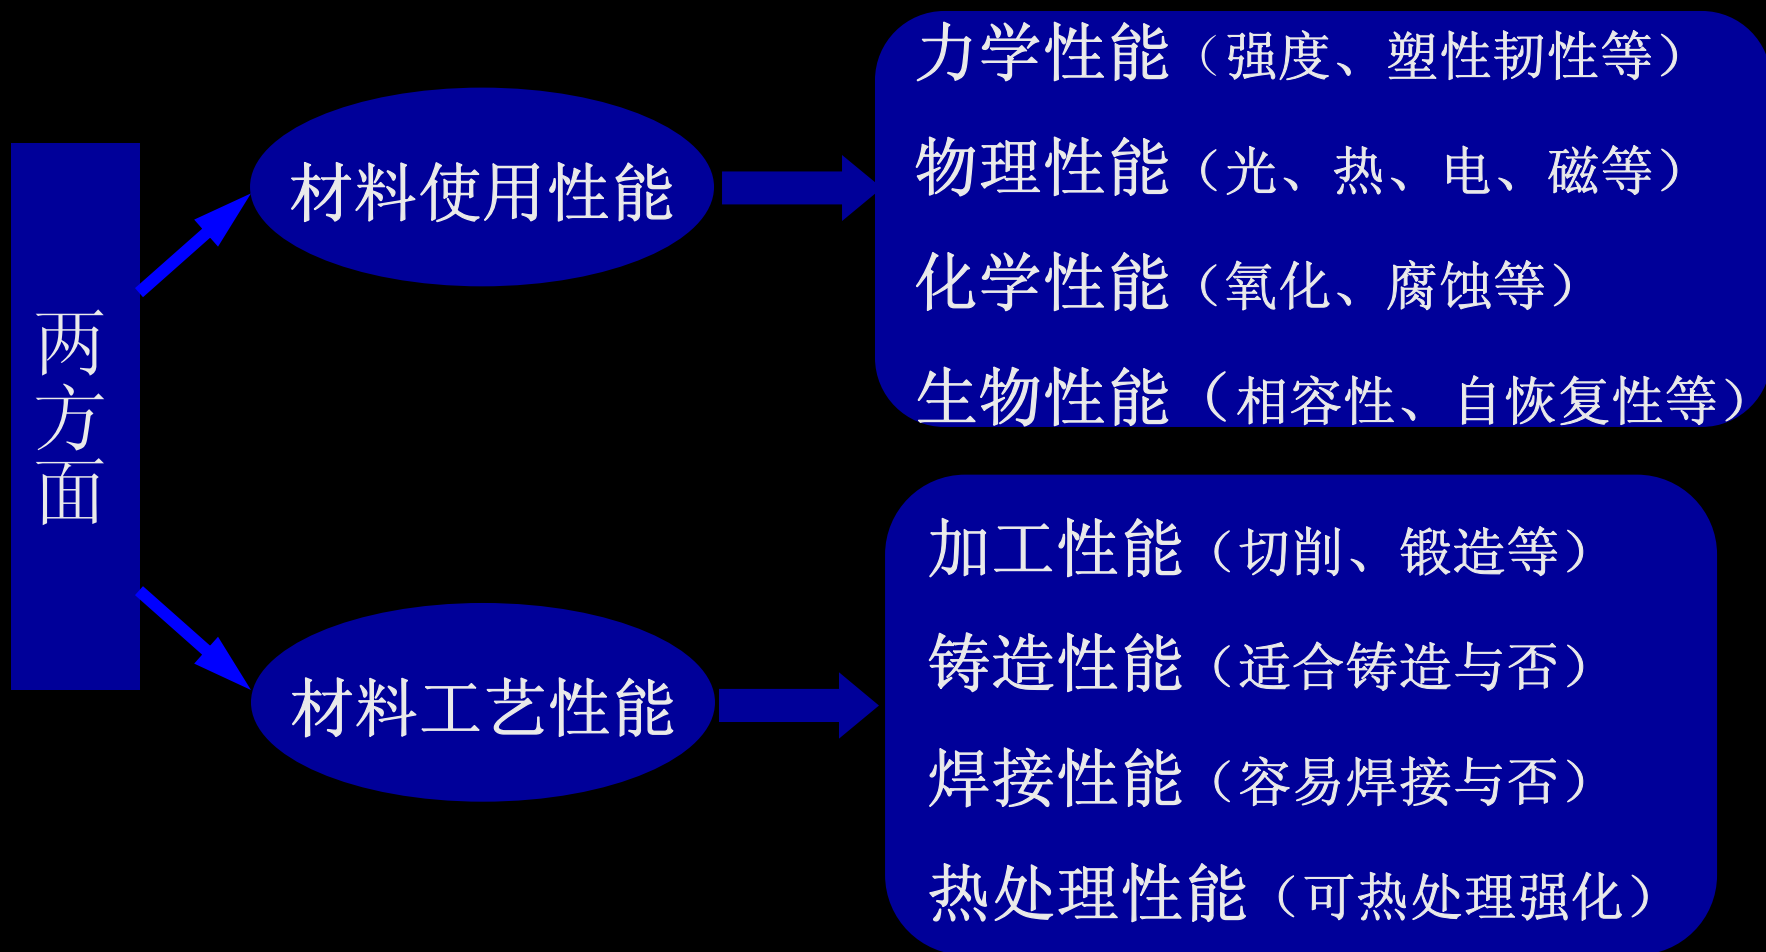 两方面
材料使用性能
力学性能（强度、塑性韧性等）
物理性能（光、热、电、磁等）
化学性能（氧化、腐蚀等）
生物性能（相容性、自恢复性等）
材料工艺性能
加工性能（切削、锻造等）
铸造性能（适合铸造与否）
焊接性能（容易焊接与否）
热处理性能（可热处理强化）